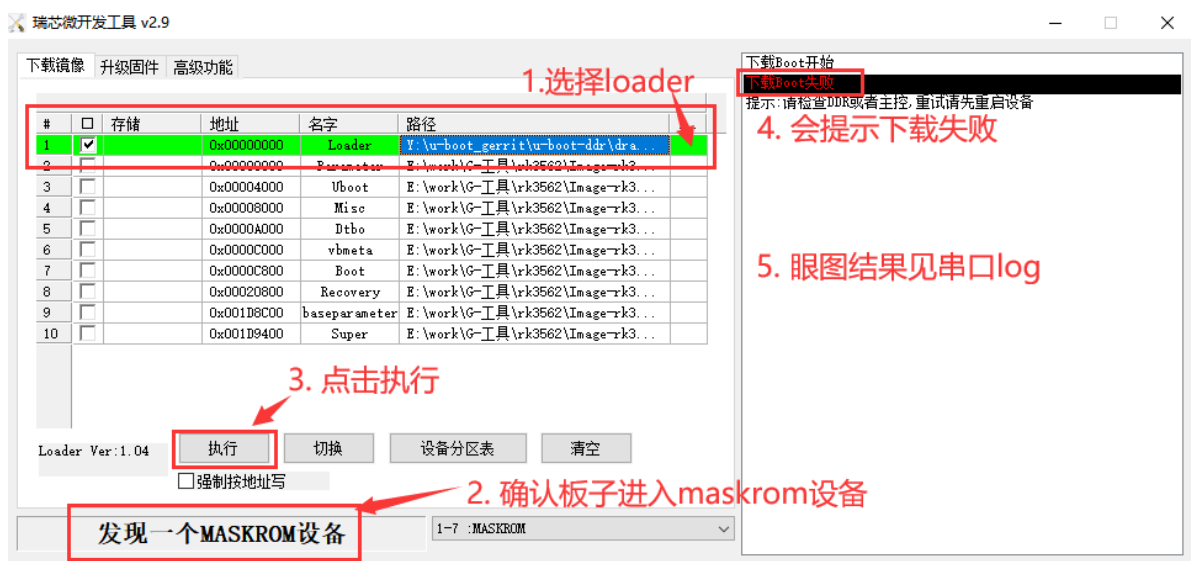 瑞芯微开发工具 v2.9
下载镜像 升级固件 高级功能
1.选择loader
# 存储 地址 名字 路径
1 0x00000000 Loader Y:\u-boot_gerrit\u-boot-ddr\dra...
2 0x00000000 Parameter E:\work\G-工具\rk3562\Image-rk3...
3 0x00004000 Uboot E:\work\G-工具\rk3562\Image-rk3...
4 0x00008000 Misc E:\work\G-工具\rk3562\Image-rk3...
5 0x0000A000 Dtbo E:\work\G-工具\rk3562\Image-rk3...
6 0x0000C000 vbmeta E:\work\G-工具\rk3562\Image-rk3...
7 0x0000C800 Boot E:\work\G-工具\rk3562\Image-rk3...
8 0x00020800 Recovery E:\work\G-工具\rk3562\Image-rk3...
9 0x001D8C00 baseparameter E:\work\G-工具\rk3562\Image-rk3...
10 0x001D9400 Super E:\work\G-工具\rk3562\Image-rk3...
3. 点击执行
Loader Ver:1.04 执行 切换 设备分区表 清空
强制按地址写
2. 确认板子进入maskrom设备
发现一个MASKROM设备
1-7 :MASKROM
下载Boot开始
下载Boot失败
提示:请检查DDR或者主控,重试请先重启设备
4. 会提示下载失败
5. 眼图结果见串口log